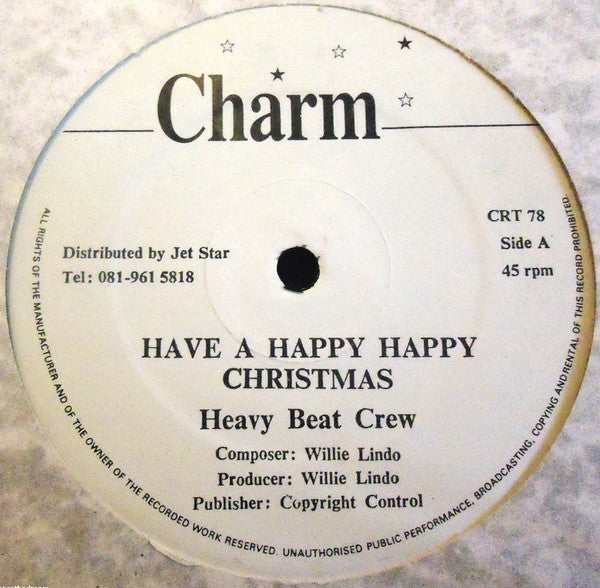 Charm
CRT 78
Side A
45 rpm
Distributed by Jet Star
Tel: 081-961 5818
HAVE A HAPPY HAPPY
CHRISTMAS
Heavy Beat Crew
Composer: Willie Lindo
Producer: Willie Lindo
Publisher: Copyright Control
ALL RIGHTS OF THE MANUFACTURER AND OF THE OWNER OF THE RECORDED WORK RESERVED. UNAUTHORISED PUBLIC PERFORMANCE, BROADCASTING, COPYING AND RENTAL OF THIS RECORD PROHIBITED.